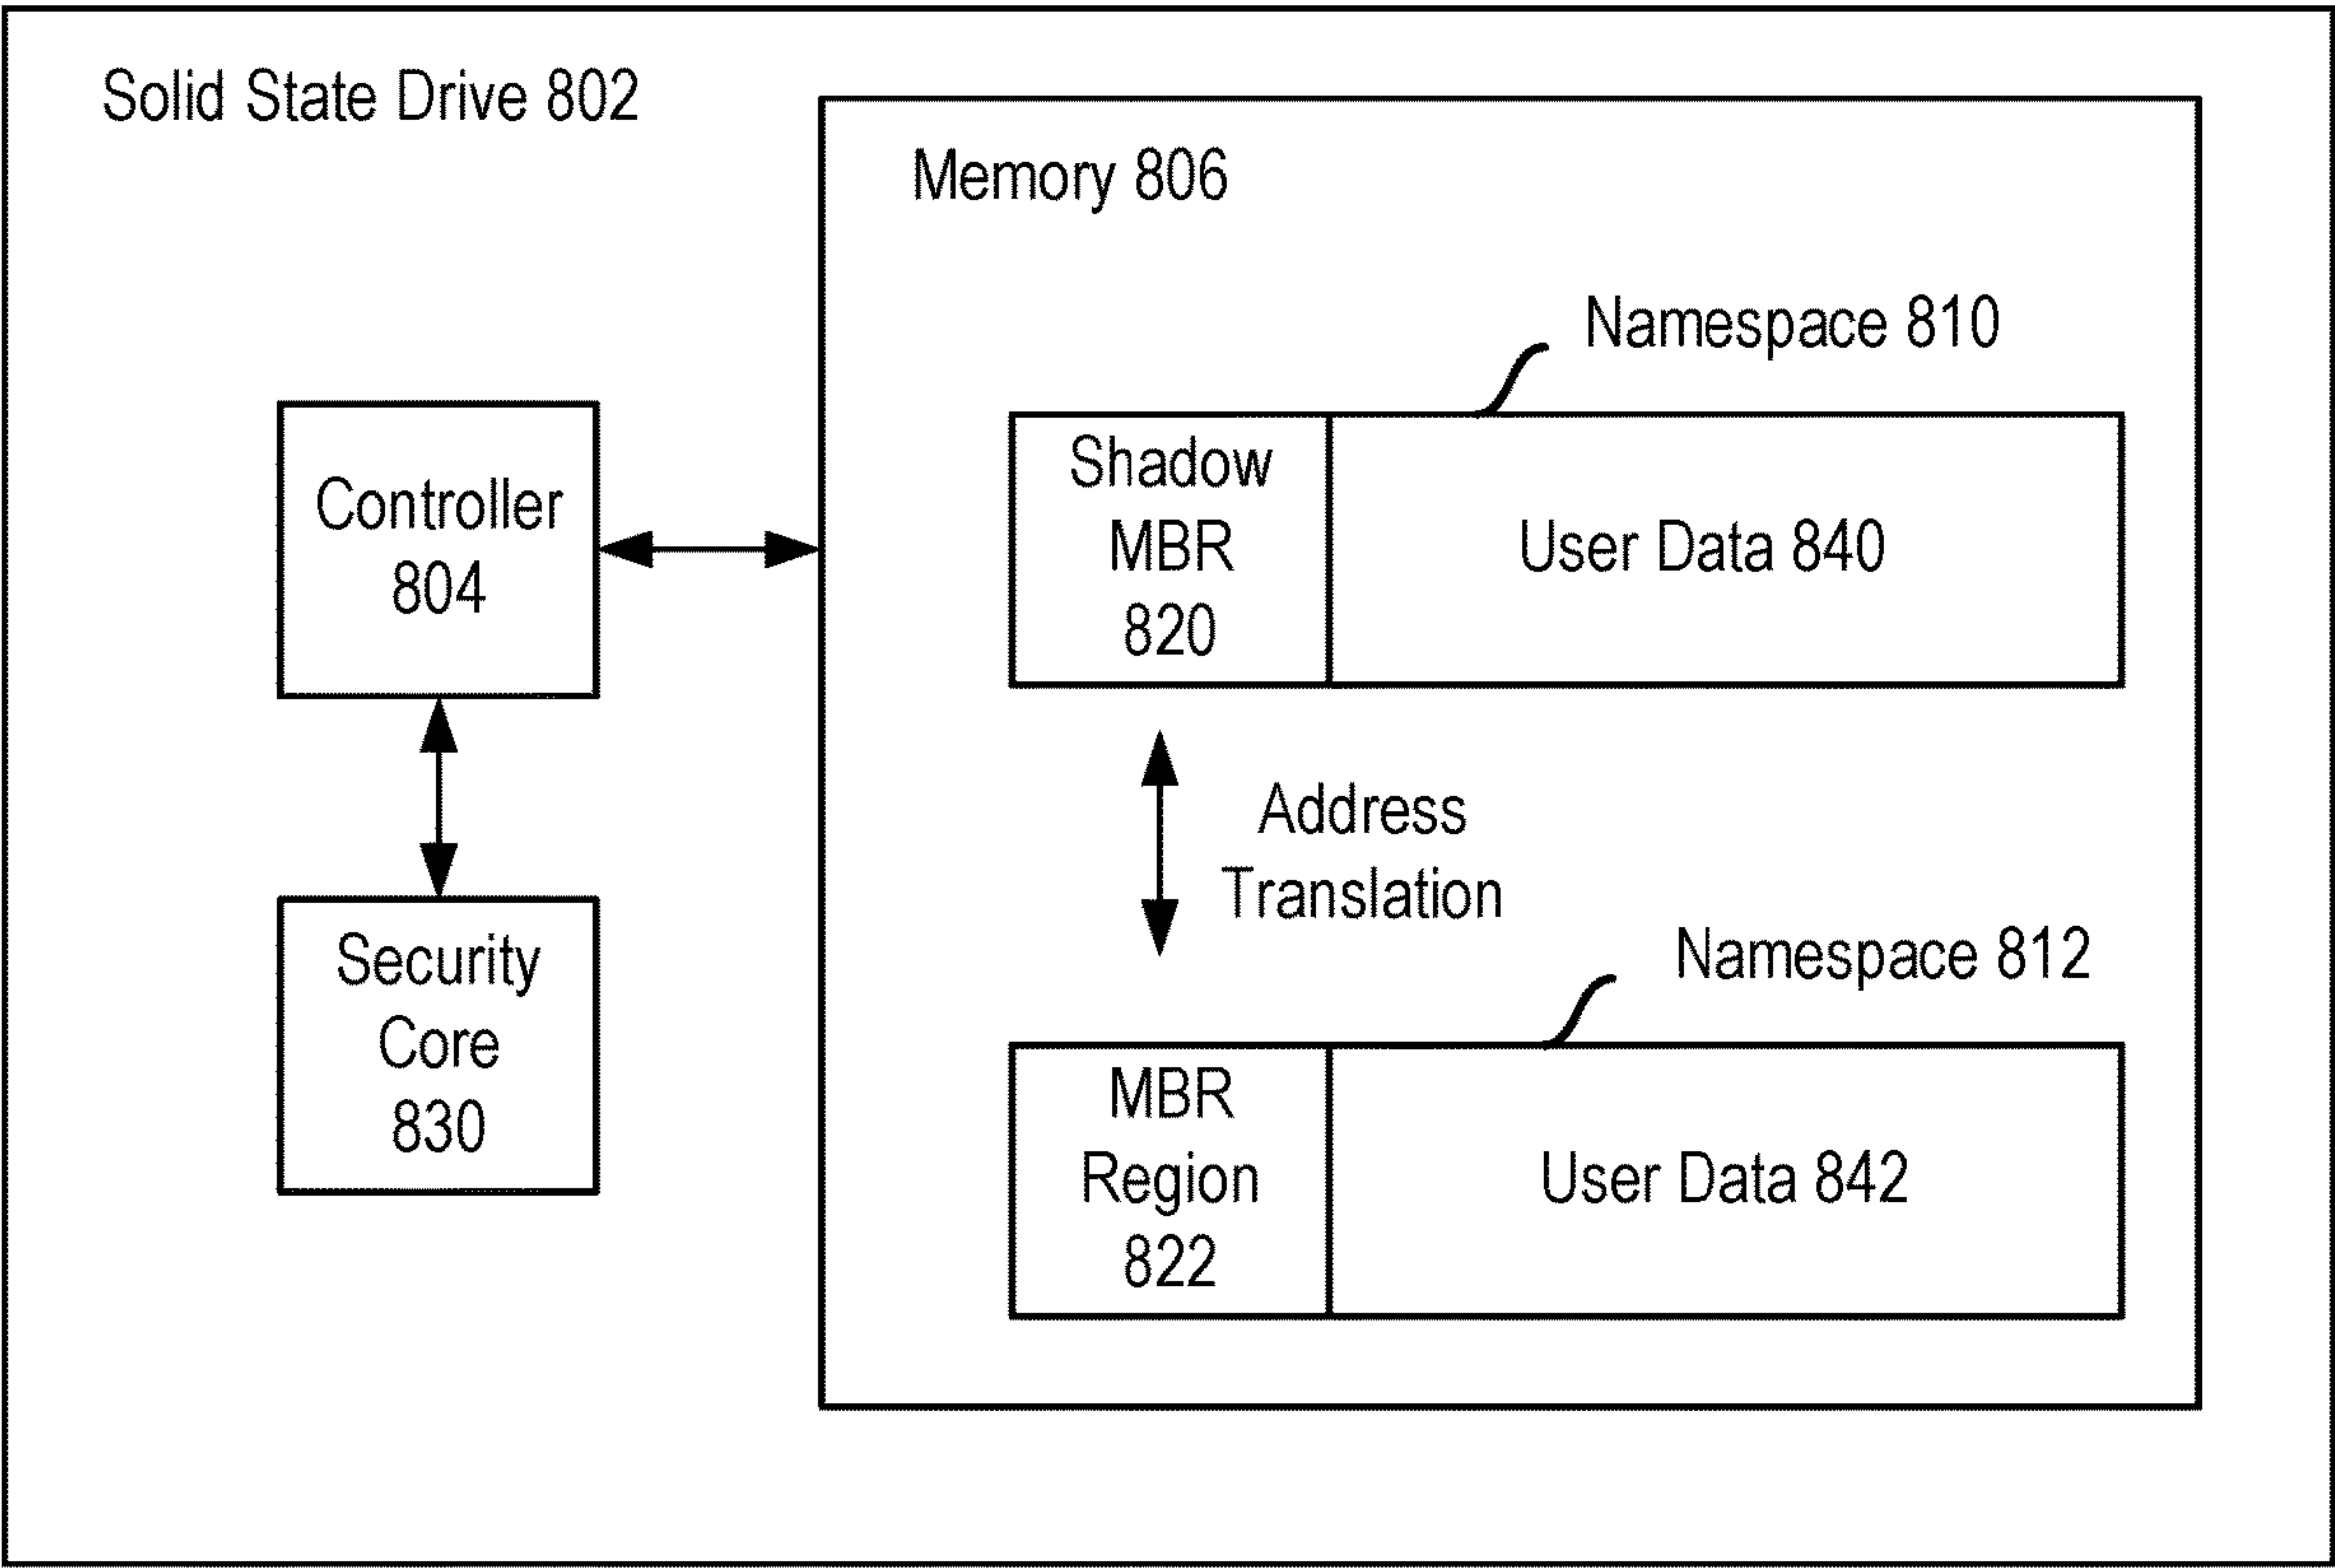 Solid State Drive 802
Memory 806
Namespace 810
Shadow
MBR
820
User Data 840
Controller
804
Address
Translation
Security
Core
830
Namespace 812
MBR
Region
822
User Data 842